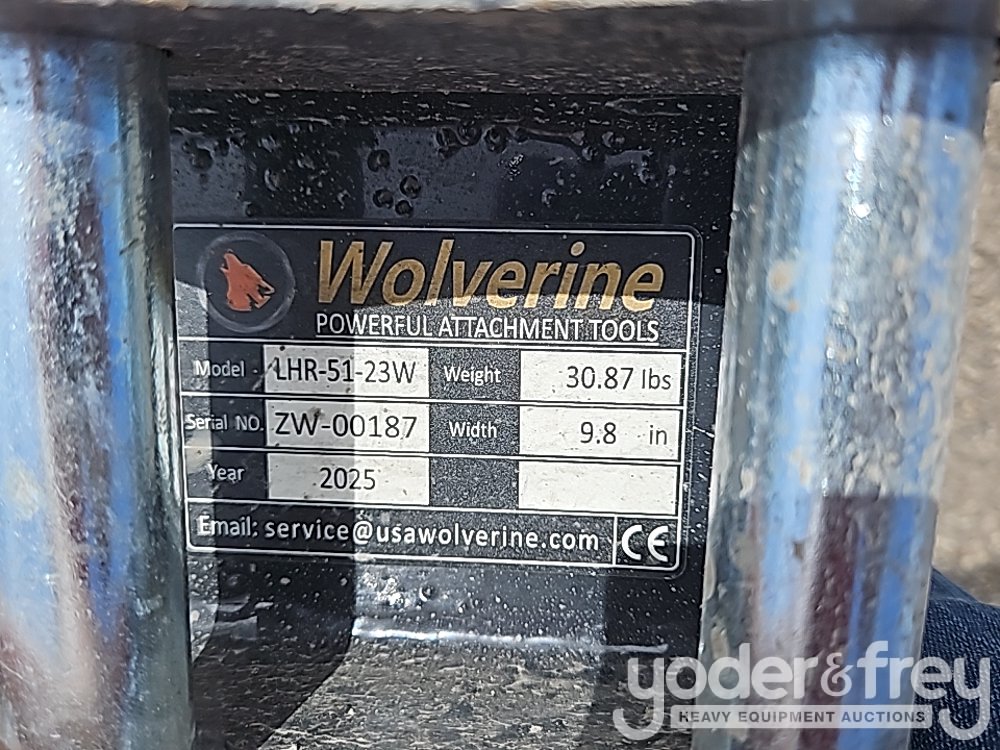 Wolverine
POWERFUL ATTACHMENT TOOLS
Model - LHR-51-23W Weight 30.87 lbs
Serial NO. ZW-00187 Width 9.8 in
Year 2025
Email: service@usawolverine.com CE
yoder&frey
HEAVY EQUIPMENT AUCTIONS